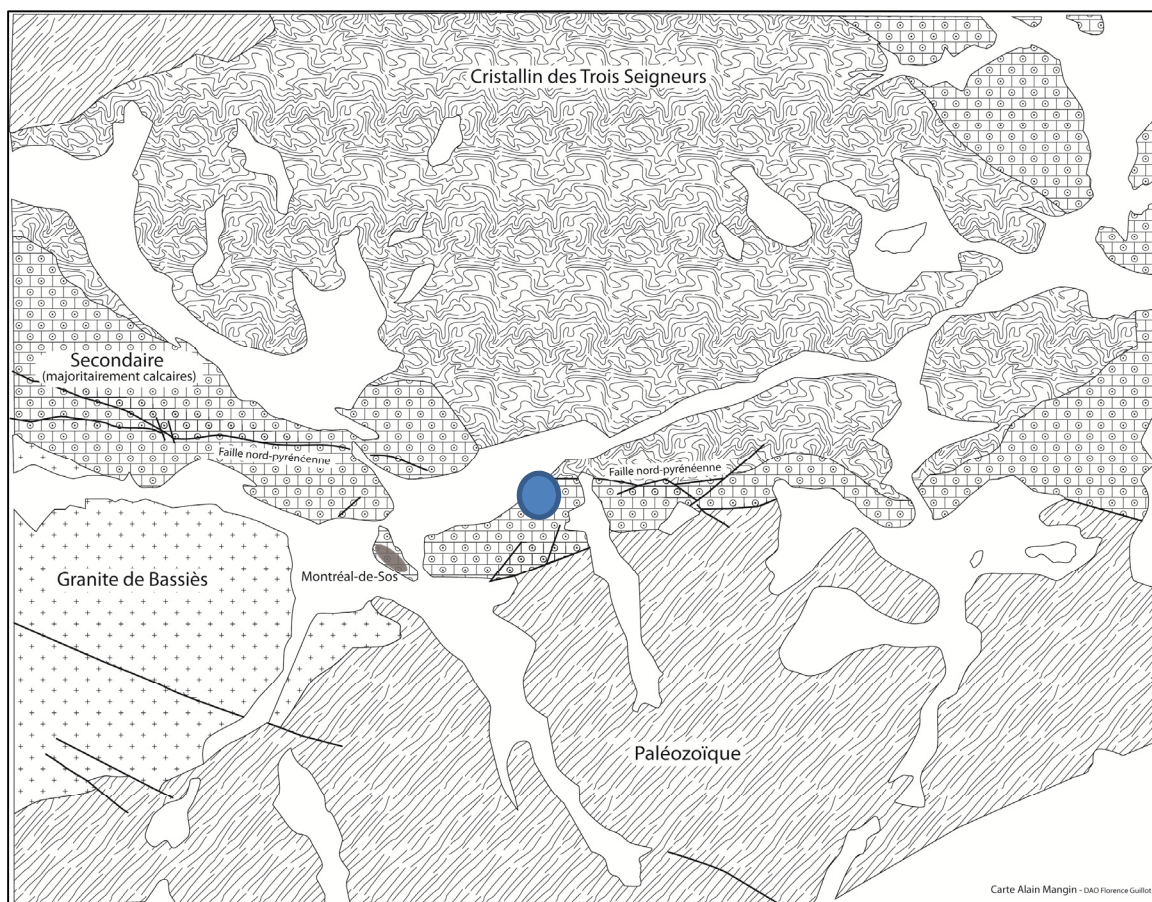 Cristallin des Trois Seigneurs
Secondaire
(majoritairement calcaires)
Faille nord-pyrénéenne
Faille nord-pyrénéenne
Granite de Bassiès
Montréal-de-Sos
Paléozoïque
Carte Alain Mangin - DAO Florence Guillot